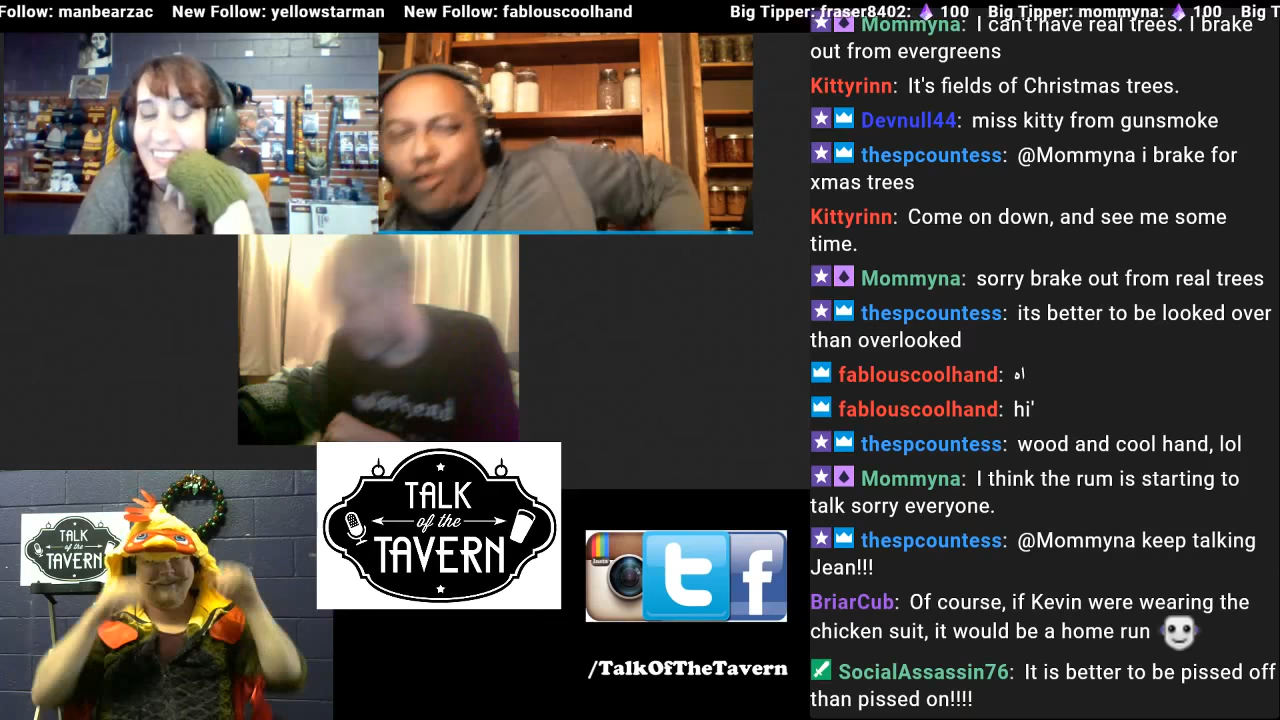 Follow: manbearzac New Follow: yellowstarman New Follow: fablouscoolhand Big Tipper: fraser8402: 100 Big Tipper: mommyna: 100 Big T
Mommyna: I can't have real trees. I brake
out from evergreens
Kittyrinn: It's fields of Christmas trees.
Devnull44: miss kitty from gunsmoke
thespcountess: @Mommyna i brake for
xmas trees
Kittyrinn: Come on down, and see me some
time.
Mommyna: sorry brake out from real trees
thespcountess: its better to be looked over
than overlooked
fablouscoolhand: اه
fablouscoolhand: hi'
thespcountess: wood and cool hand, lol
Mommyna: I think the rum is starting to
talk sorry everyone.
thespcountess: @Mommyna keep talking
Jean!!!
BriarCub: Of course, if Kevin were wearing the
chicken suit, it would be a home run
SocialAssassin76: It is better to be pissed off
than pissed on!!!!
TALK
of the
TAVERN
TALK
of the
TAVERN
/TalkOfTheTavern